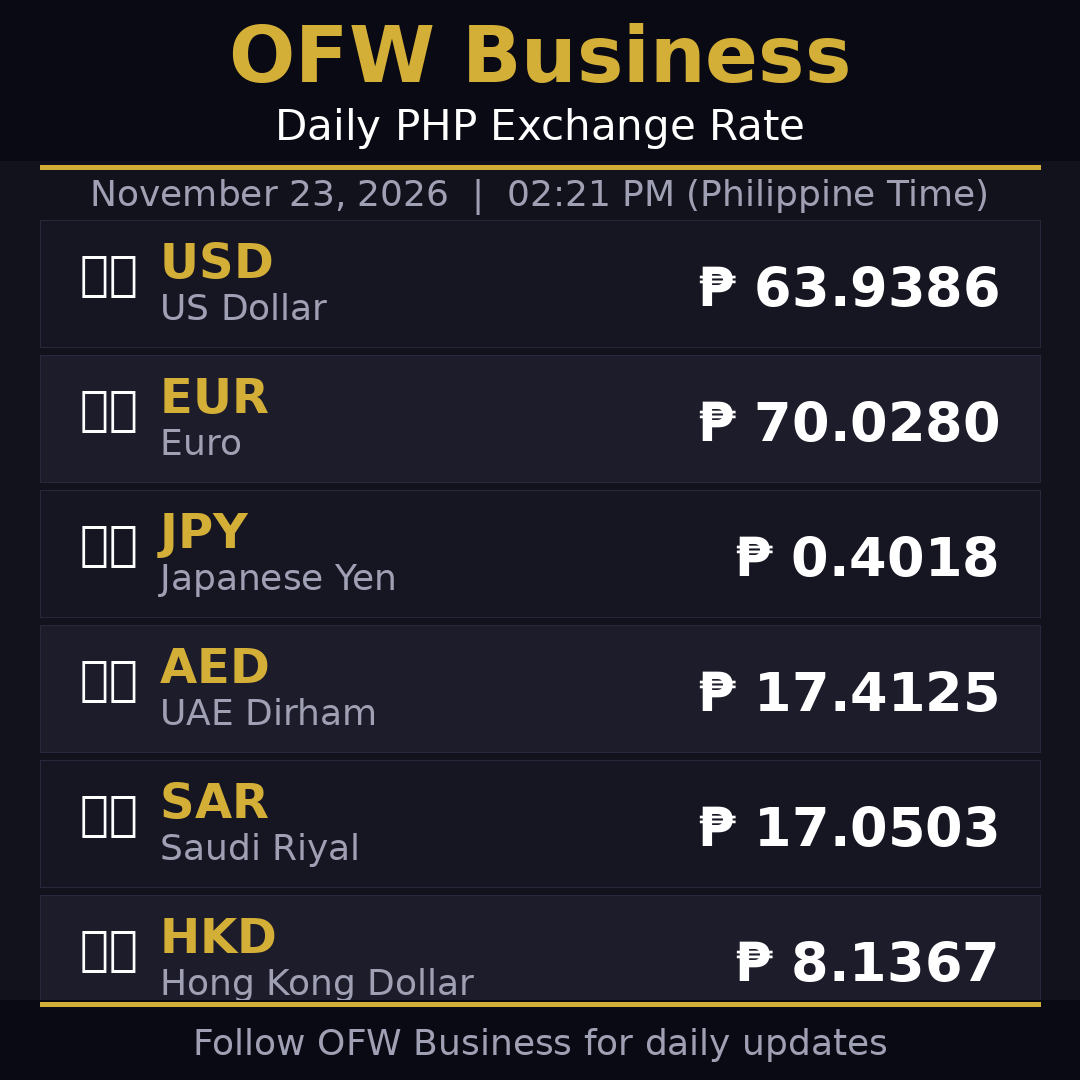 OFW Business
Daily PHP Exchange Rate
November 23, 2026 | 02:21 PM (Philippine Time)
USD
US Dollar
₱ 63.9386
EUR
Euro
₱ 70.0280
JPY
Japanese Yen
₱ 0.4018
AED
UAE Dirham
₱ 17.4125
SAR
Saudi Riyal
₱ 17.0503
HKD
Hong Kong Dollar
₱ 8.1367
Follow OFW Business for daily updates